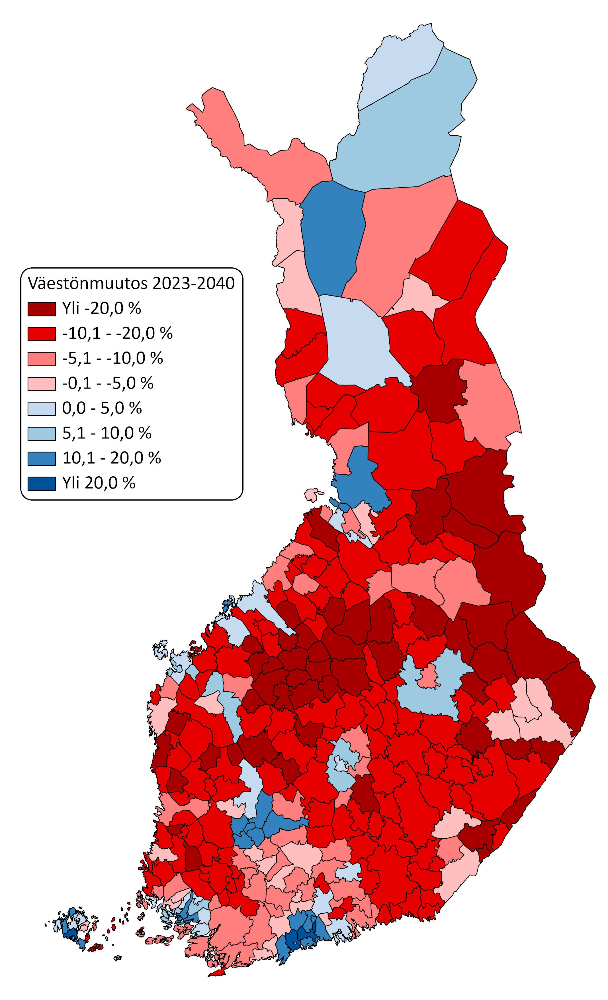 Väestönmuutos 2023-2040
Yli -20,0 %
-10,1 - -20,0 %
-5,1 - -10,0 %
-0,1 - -5,0 %
0,0 - 5,0 %
5,1 - 10,0 %
10,1 - 20,0 %
Yli 20,0 %